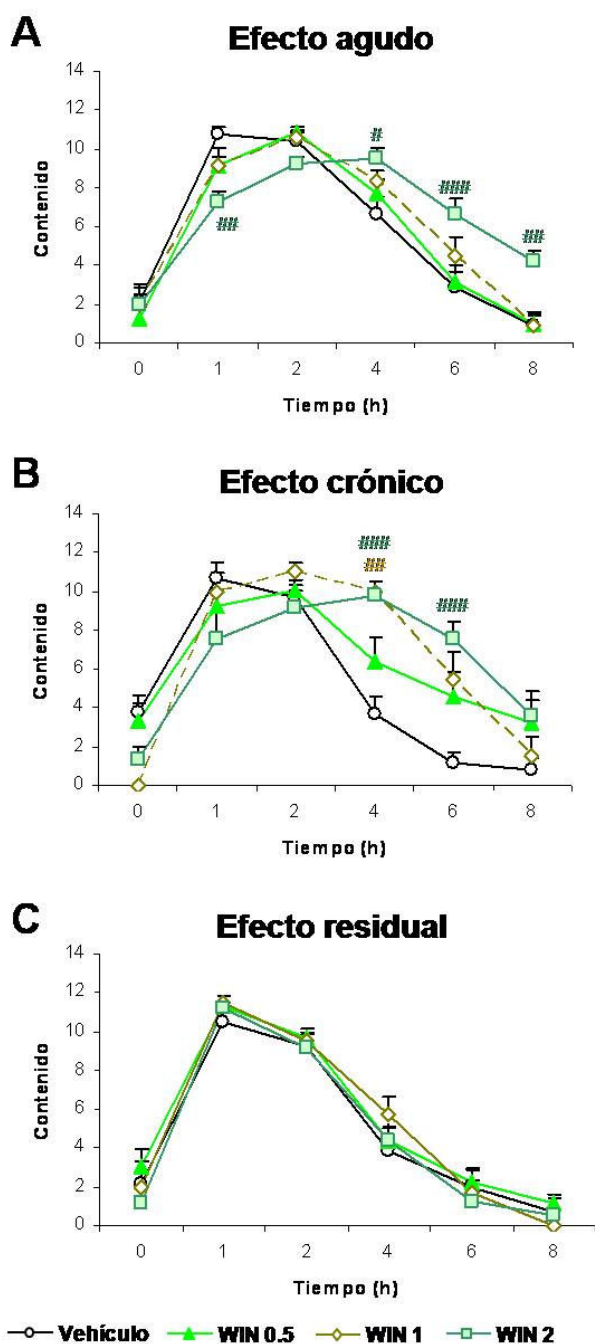 A
Efecto agudo
14
12
10
8
6
4
2
0
Contenido
#
###
##
##
0 1 2 4 6 8
Tiempo (h)
B
Efecto crónico
14
12
10
8
6
4
2
0
Contenido
###
##
###
0 1 2 4 6 8
Tiempo (h)
C
Efecto residual
14
12
10
8
6
4
2
0
Contenido
0 1 2 4 6 8
Tiempo (h)
Vehículo WIN 0.5 WIN 1 WIN 2